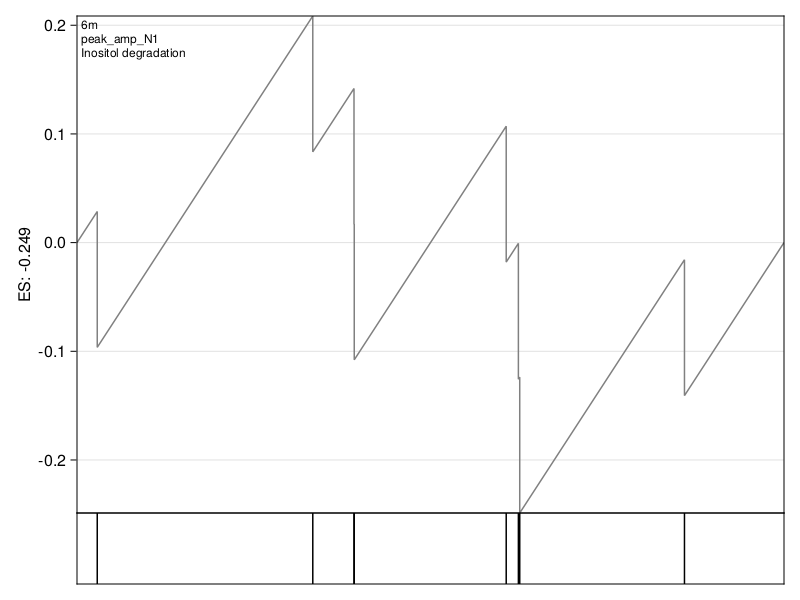 6m
peak_amp_N1
Inositol degradation
0.2
0.1
0.0
-0.1
-0.2
ES: -0.249